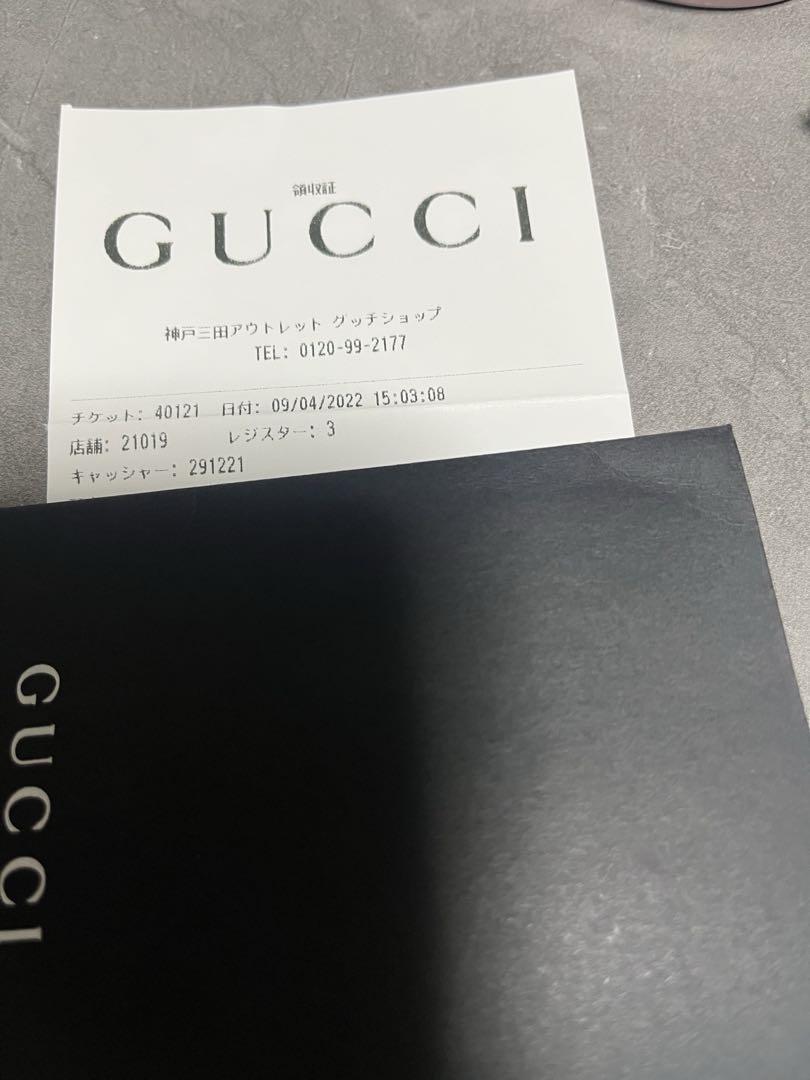 領収証
GUCCI
神戸三田アウトレット グッチショップ
TEL: 0120-99-2177
チケット: 40121 日付: 09/04/2022 15:03:08
店舗: 21019 レジスター: 3
キャッシャー: 291221
GUCCI